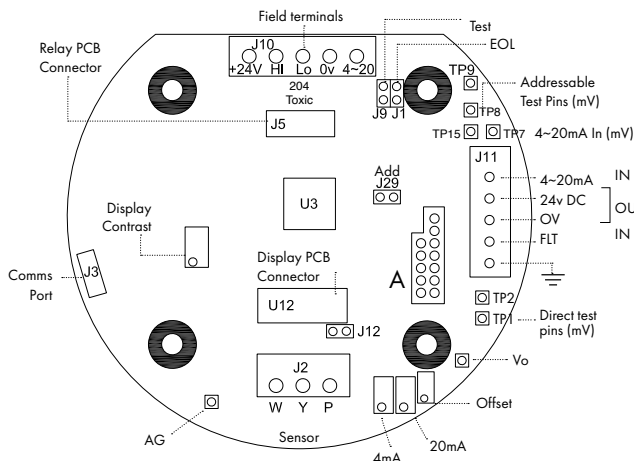 Field terminals
Test
EOL
Relay PCB
Connector
J10
+24V HI Lo 0v 4~20
204
Toxic
J5
J9 J1
TP9
TP8
Addressable
Test Pins (mV)
TP15 TP7 4~20mA In (mV)
J11
4~20mA IN
24v DC
OU
OV
FLT IN
Add
J29
U3
Display
Contrast
Display PCB
Connector
A
Comms
Port
J3
U12
J12
TP2
TP1
Direct test
pins (mV)
Vo
J2
W Y P
Offset
AG
Sensor
4mA
20mA